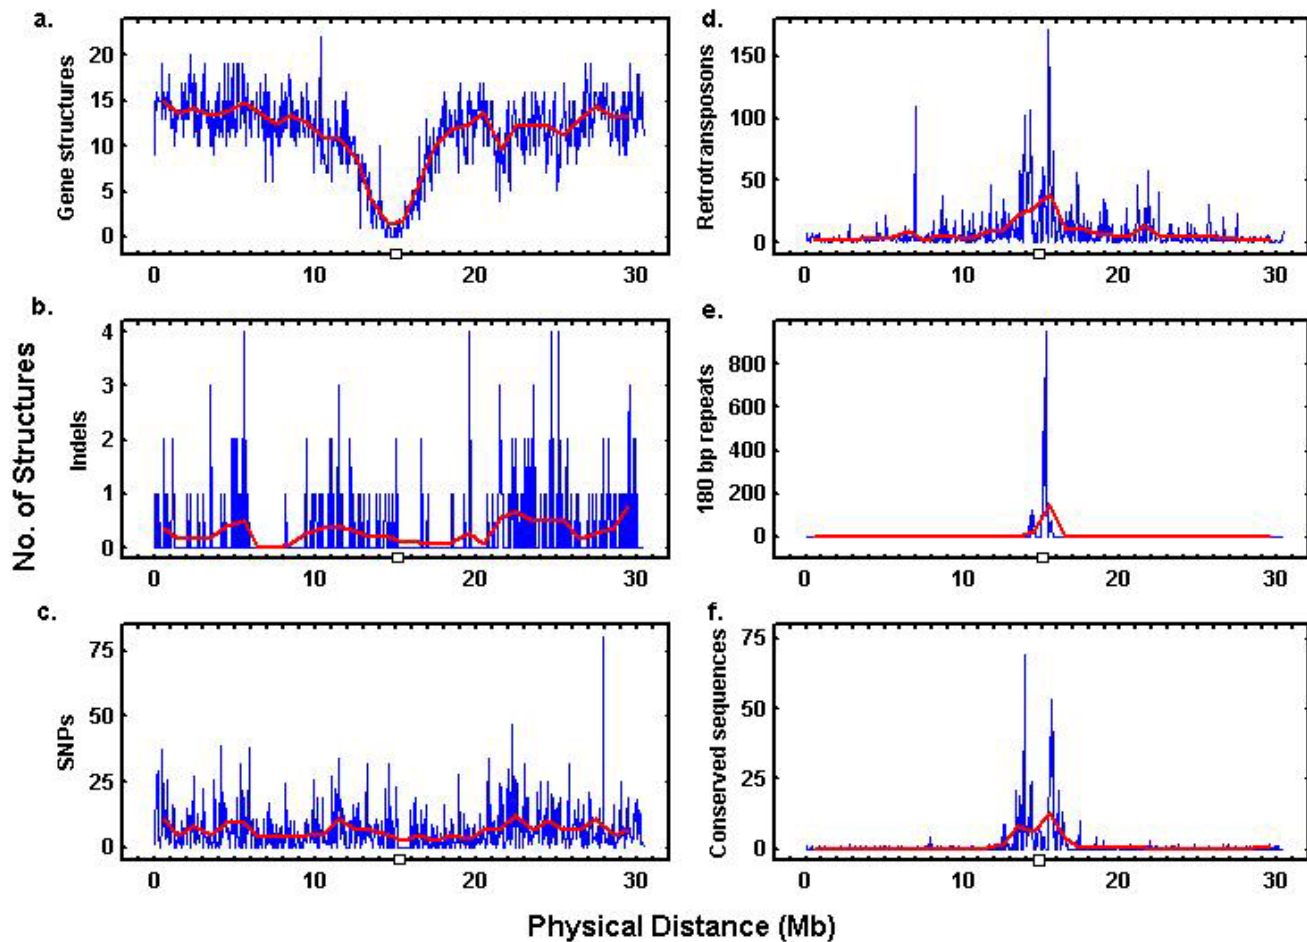 a.
Gene structures
20
15
10
5
0
0 10 20 30
b.
Indels
4
3
2
1
0
0 10 20 30
c.
SNPs
75
50
25
0
0 10 20 30
d.
Retrotransposons
150
100
50
0
0 10 20 30
e.
180 bp repeats
800
600
400
200
0
0 10 20 30
f.
Conserved sequences
75
50
25
0
0 10 20 30
No. of Structures
Physical Distance (Mb)